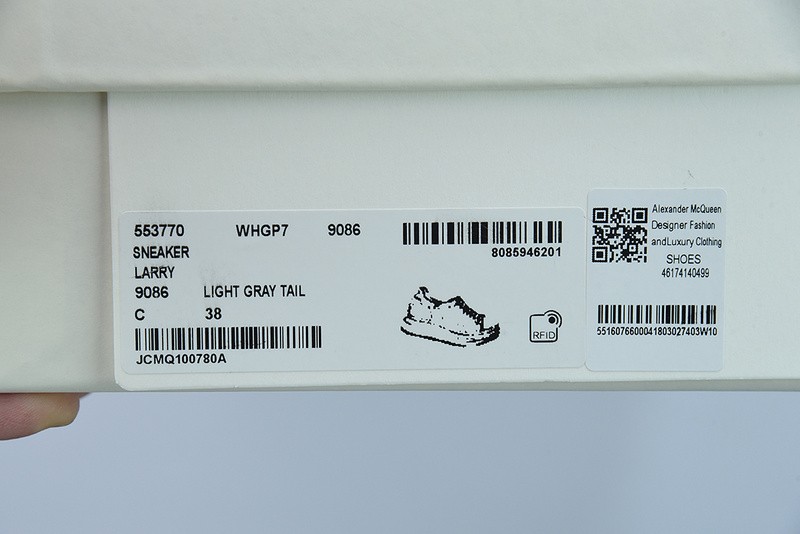 553770 WHGP7 9086
8085946201
SNEAKER
LARRY
9086 LIGHT GRAY TAIL
C 38
JCMQ100780A
RFID
Alexander McQueen
Designer Fashion
andLuxury Clothing
SHOES
46174140499
5516076600041803027403W10